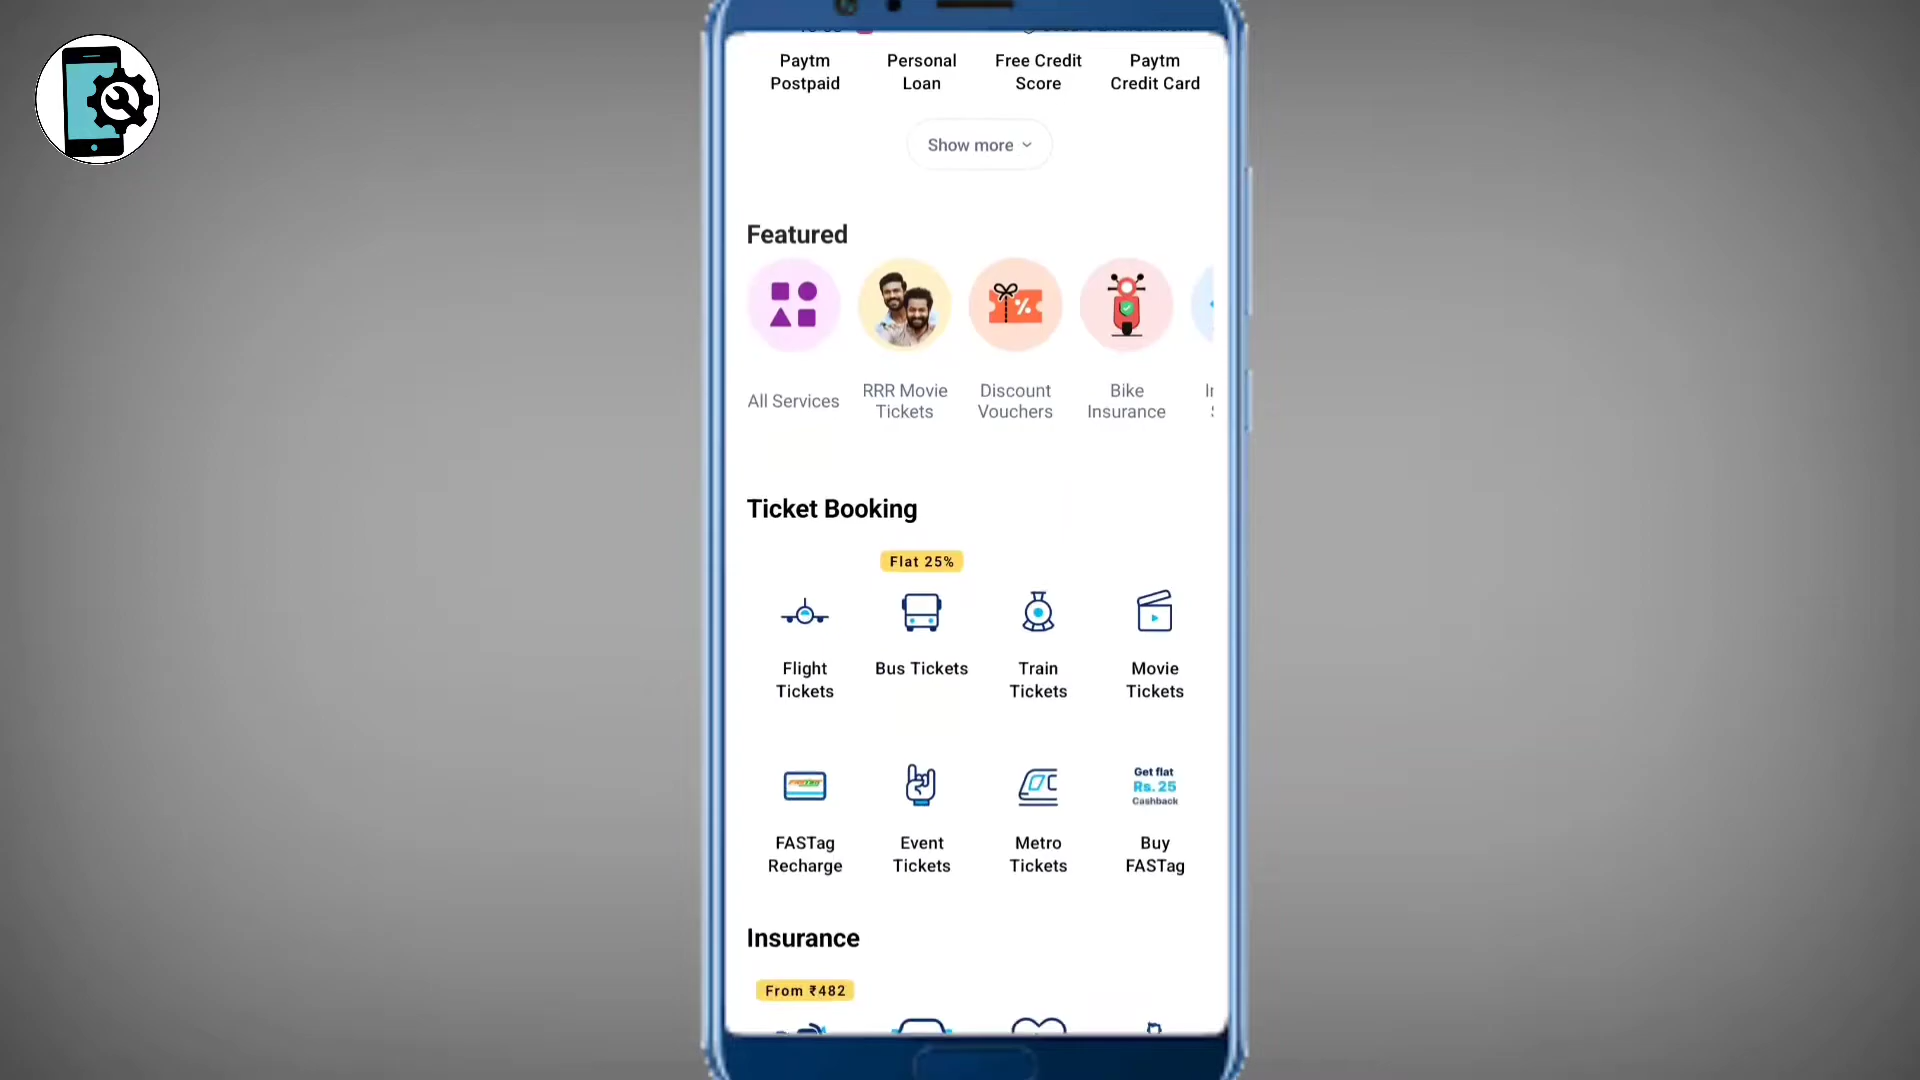 Paytm Postpaid
Personal Loan
Free Credit Score
Paytm Credit Card
Show more
Featured
All Services
RRR Movie Tickets
Discount Vouchers
Bike Insurance
Ticket Booking
Flat 25%
Flight Tickets
Bus Tickets
Train Tickets
Movie Tickets
Get flat
Rs. 25
Cashback
FASTag Recharge
Event Tickets
Metro Tickets
Buy FASTag
Insurance
From ₹482